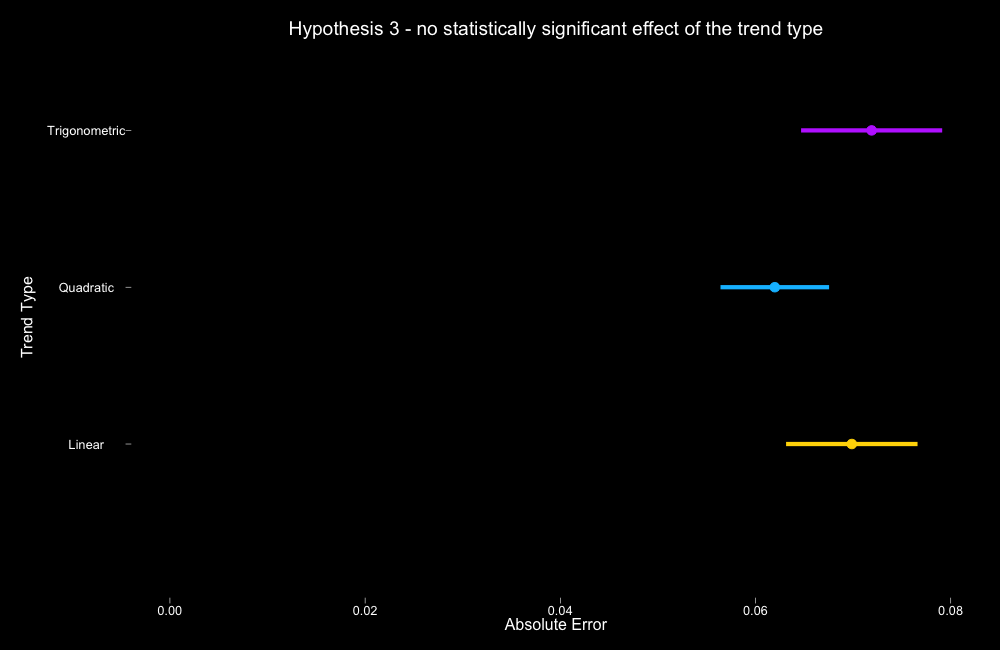 Hypothesis 3 - no statistically significant effect of the trend type
Trigonometric
Quadratic
Linear
Trend Type
0.00 0.02 0.04 0.06 0.08
Absolute Error